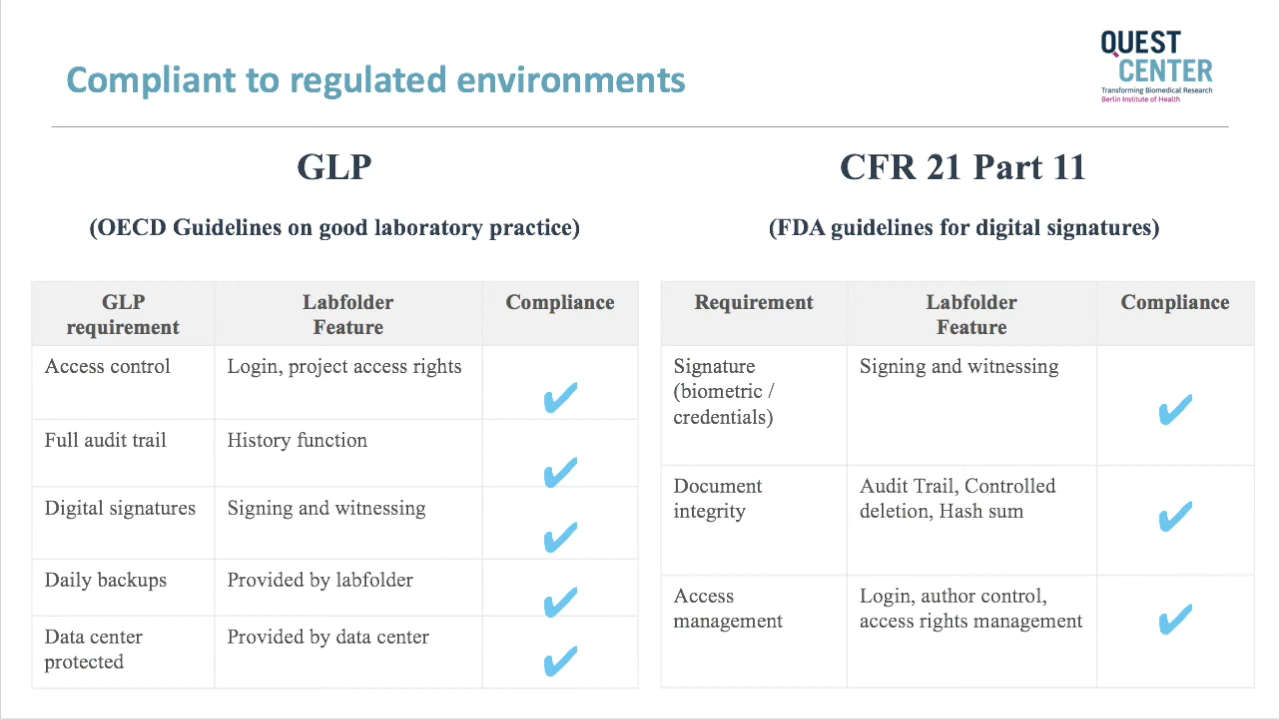 Compliant to regulated environments
QUEST
CENTER
Transforming Biomedical Research
Berlin Institute of Health
GLP
(OECD Guidelines on good laboratory practice)
GLP
requirement
Labfolder
Feature
Compliance
Access control
Login, project access rights
Full audit trail
History function
Digital signatures
Signing and witnessing
Daily backups
Provided by labfolder
Data center
protected
Provided by data center
CFR 21 Part 11
(FDA guidelines for digital signatures)
Requirement
Labfolder
Feature
Compliance
Signature
(biometric /
credentials)
Signing and witnessing
Document
integrity
Audit Trail, Controlled
deletion, Hash sum
Access
management
Login, author control,
access rights management